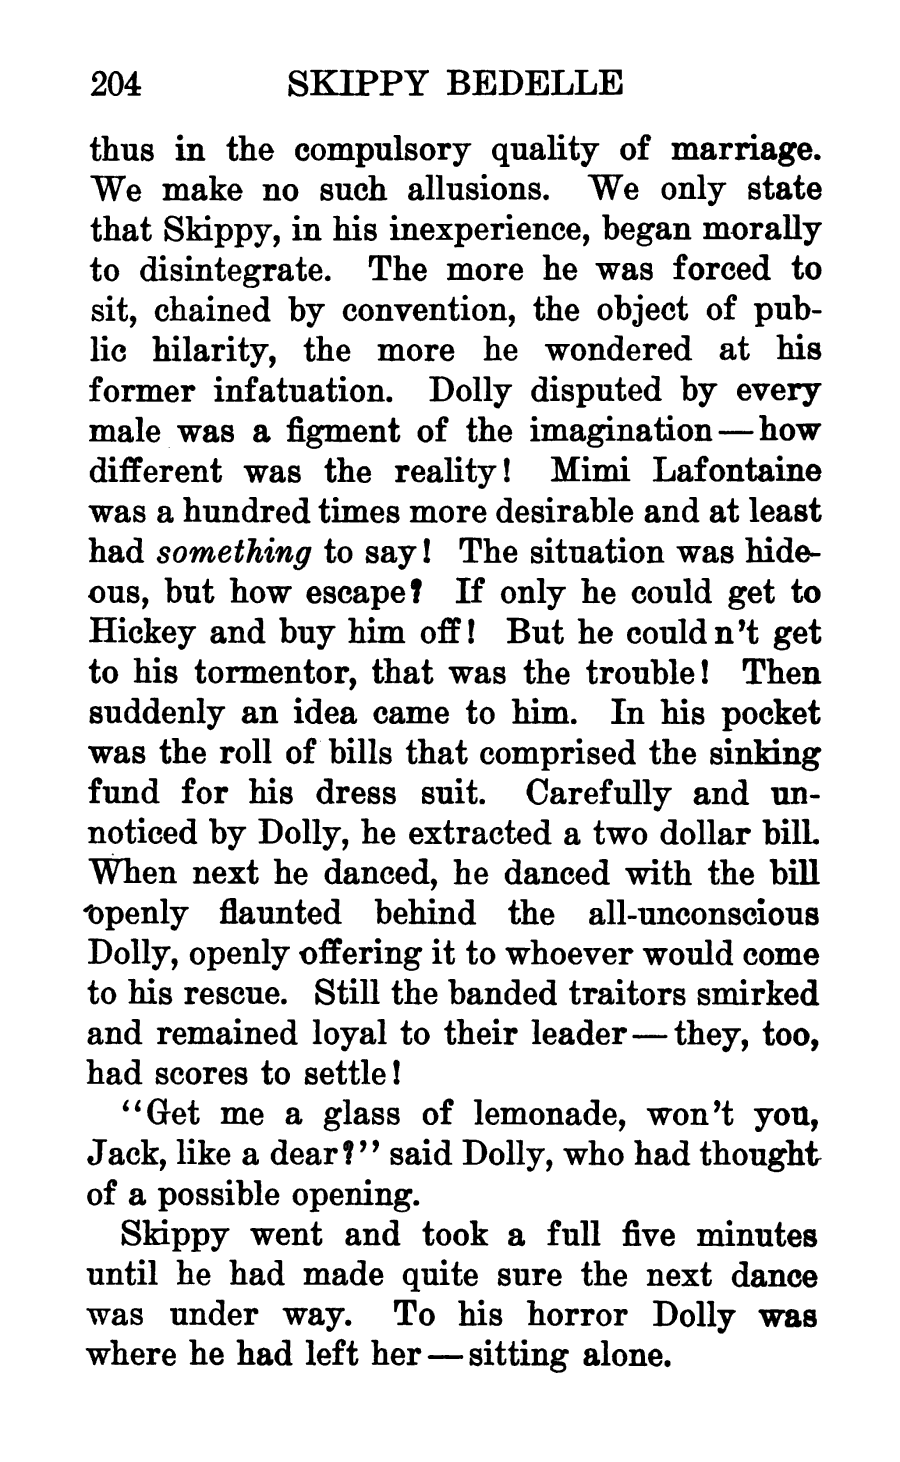 204 SKIPPY BEDELLE
thus in the compulsory quality of marriage.
We make no such allusions. We only state
that Skippy, in his inexperience, began morally
to disintegrate. The more he was forced to
sit, chained by convention, the object of pub-
lic hilarity, the more he wondered at his
former infatuation. Dolly disputed by every
male was a figment of the imagination — how
different was the reality! Mimi Lafontaine
was a hundred times more desirable and at least
had something to say! The situation was hide-
ous, but how escape? If only he could get to
Hickey and buy him off! But he couldn't get
to his tormentor, that was the trouble! Then
suddenly an idea came to him. In his pocket
was the roll of bills that comprised the sinking
fund for his dress suit. Carefully and un-
noticed by Dolly, he extracted a two dollar bill.
When next he danced, he danced with the bill
openly flaunted behind the all-unconscious
Dolly, openly offering it to whoever would come
to his rescue. Still the banded traitors smirked
and remained loyal to their leader — they, too,
had scores to settle!
"Get me a glass of lemonade, won't you,
Jack, like a dear?" said Dolly, who had thought
of a possible opening.
Skippy went and took a full five minutes
until he had made quite sure the next dance
was under way. To his horror Dolly was
where he had left her — sitting alone.